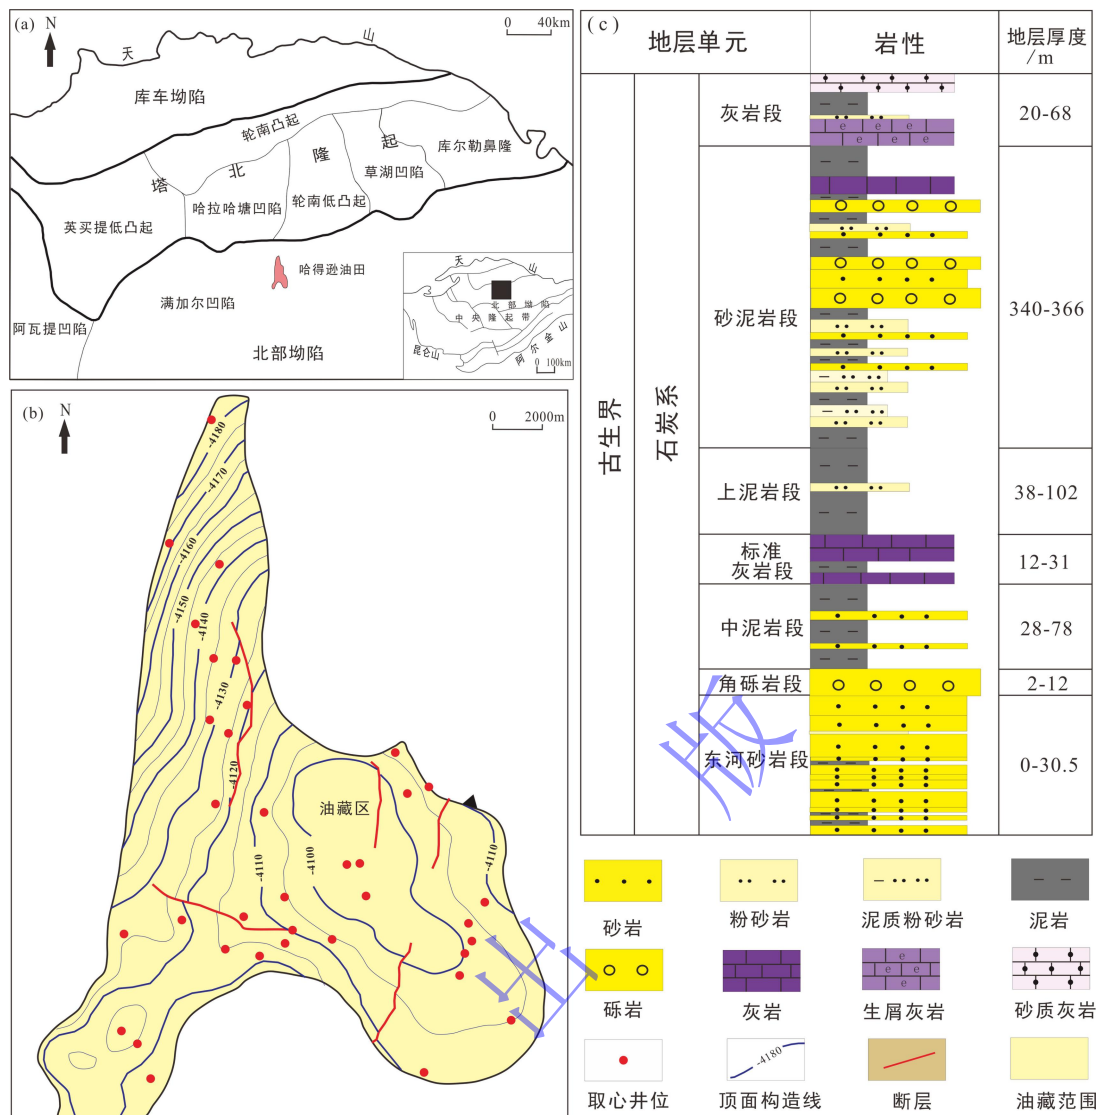 (a)
N
0 40km
天
山
库车坳陷
轮南凸起
塔北隆起
库尔勒鼻隆
草湖凹陷
哈拉哈塘凹陷
轮南低凸起
英买提低凸起
哈得逊油田
满加尔凹陷
阿瓦提凹陷
北部坳陷
天
山
北部坳陷
中央隆起带
昆仑山
阿尔金山
0 100km
(b)
N
0 2000m
-4180
-4170
-4160
-4150
-4140
-4130
-4120
-4110
-4100
-4110
油藏区
(c)
地层单元
岩性
地层厚度
/m
古生界
石炭系
灰岩段
20-68
e e e
e e e
砂泥岩段
340-366
上泥岩段
38-102
标准
灰岩段
12-31
中泥岩段
28-78
角砾岩段
2-12
东河砂岩段
0-30.5
砂岩
粉砂岩
泥质粉砂岩
泥岩
砾岩
灰岩
e e
e
e e
生屑灰岩
砂质灰岩
取心井位
-4180
顶面构造线
断层
油藏范围
版